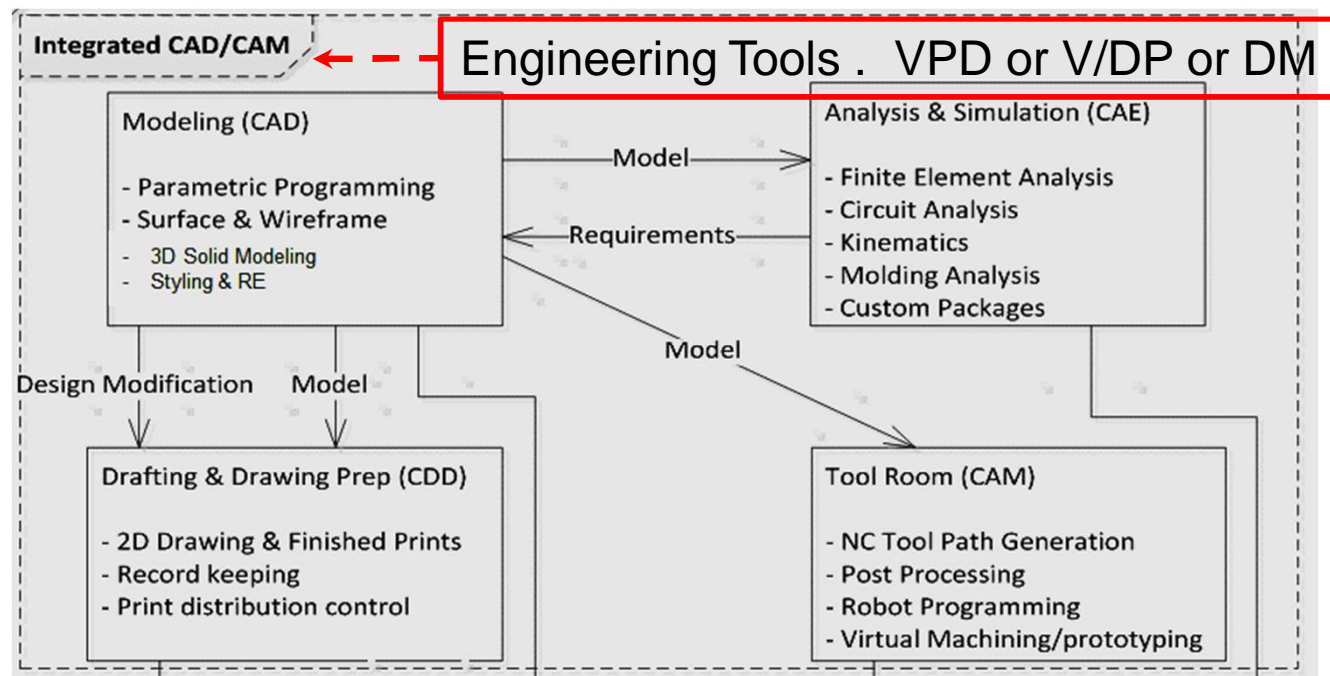 Integrated CAD/CAM
Engineering Tools . VPD or V/DP or DM
Modeling (CAD)
- Parametric Programming
- Surface & Wireframe
- 3D Solid Modeling
- Styling & RE
Model
Requirements
Analysis & Simulation (CAE)
- Finite Element Analysis
- Circuit Analysis
- Kinematics
- Molding Analysis
- Custom Packages
Model
Design Modification
Model
Drafting & Drawing Prep (CDD)
- 2D Drawing & Finished Prints
- Record keeping
- Print distribution control
Tool Room (CAM)
- NC Tool Path Generation
- Post Processing
- Robot Programming
- Virtual Machining/prototyping